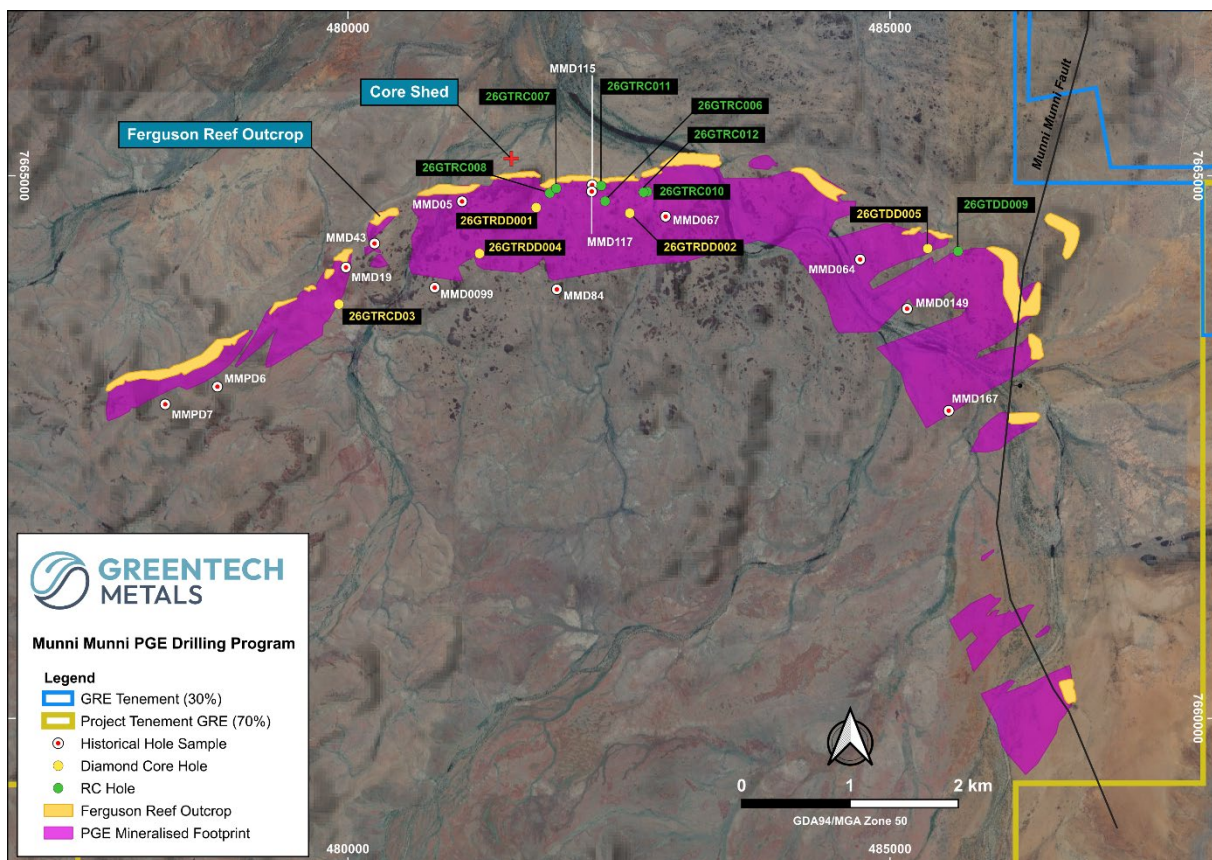 480000
485000
MMD115
26GTRC007
26GTRC011
Core Shed
26GTRC006
Ferguson Reef Outcrop
26GTRC012
Munni Munni Fault
7665000
7665000
26GTRC008
26GTRC010
MMD05
26GTRDD001
MMD067
26GTDD005
26GTDD009
MMD43
MMD117
26GTRDD002
26GTRDD004
MMD064
MMD19
MMD0099
MMD84
MMD0149
26GTRCD03
MMPD6
MMPD7
MMD167
GREENTECH
METALS
Munni Munni PGE Drilling Program
Legend
GRE Tenement (30%)
Project Tenement GRE (70%)
Historical Hole Sample
Diamond Core Hole
RC Hole
Ferguson Reef Outcrop
PGE Mineralised Footprint
7660000
0 1 2 km
GDA94/MGA Zone 50
480000
485000